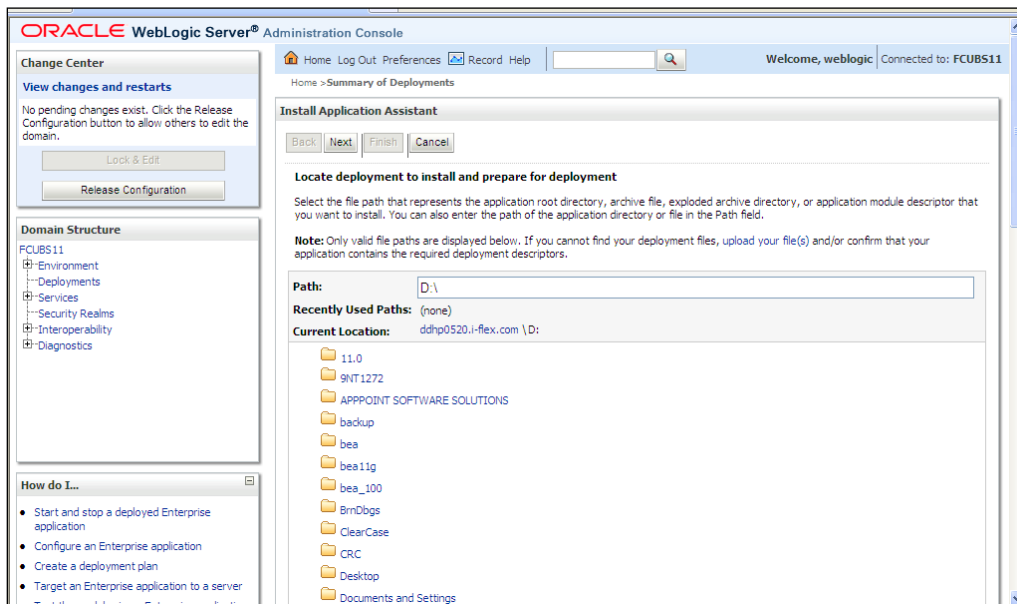 ORACLE WebLogic Server® Administration Console
Change Center
View changes and restarts
No pending changes exist. Click the Release
Configuration button to allow others to edit the
domain.
Lock & Edit
Release Configuration
Domain Structure
FCUBS11
Environment
Deployments
Services
Security Realms
Interoperability
Diagnostics
How do I...
Start and stop a deployed Enterprise
application
Configure an Enterprise application
Create a deployment plan
Target an Enterprise application to a server
Home Log Out Preferences Record Help
Welcome, weblogic Connected to: FCUBS11
Home >Summary of Deployments
Install Application Assistant
Back Next Finish Cancel
Locate deployment to install and prepare for deployment
Select the file path that represents the application root directory, archive file, exploded archive directory, or application module descriptor that
you want to install. You can also enter the path of the application directory or file in the Path field.
Note: Only valid file paths are displayed below. If you cannot find your deployment files, upload your file(s) and/or confirm that your
application contains the required deployment descriptors.
Path: D:\
Recently Used Paths: (none)
Current Location: ddhp0520.i-flex.com \D:
11.0
9NT1272
APPPOINT SOFTWARE SOLUTIONS
backup
bea
bea11g
bea_100
BrnDbgs
ClearCase
CRC
Desktop
Documents and Settings